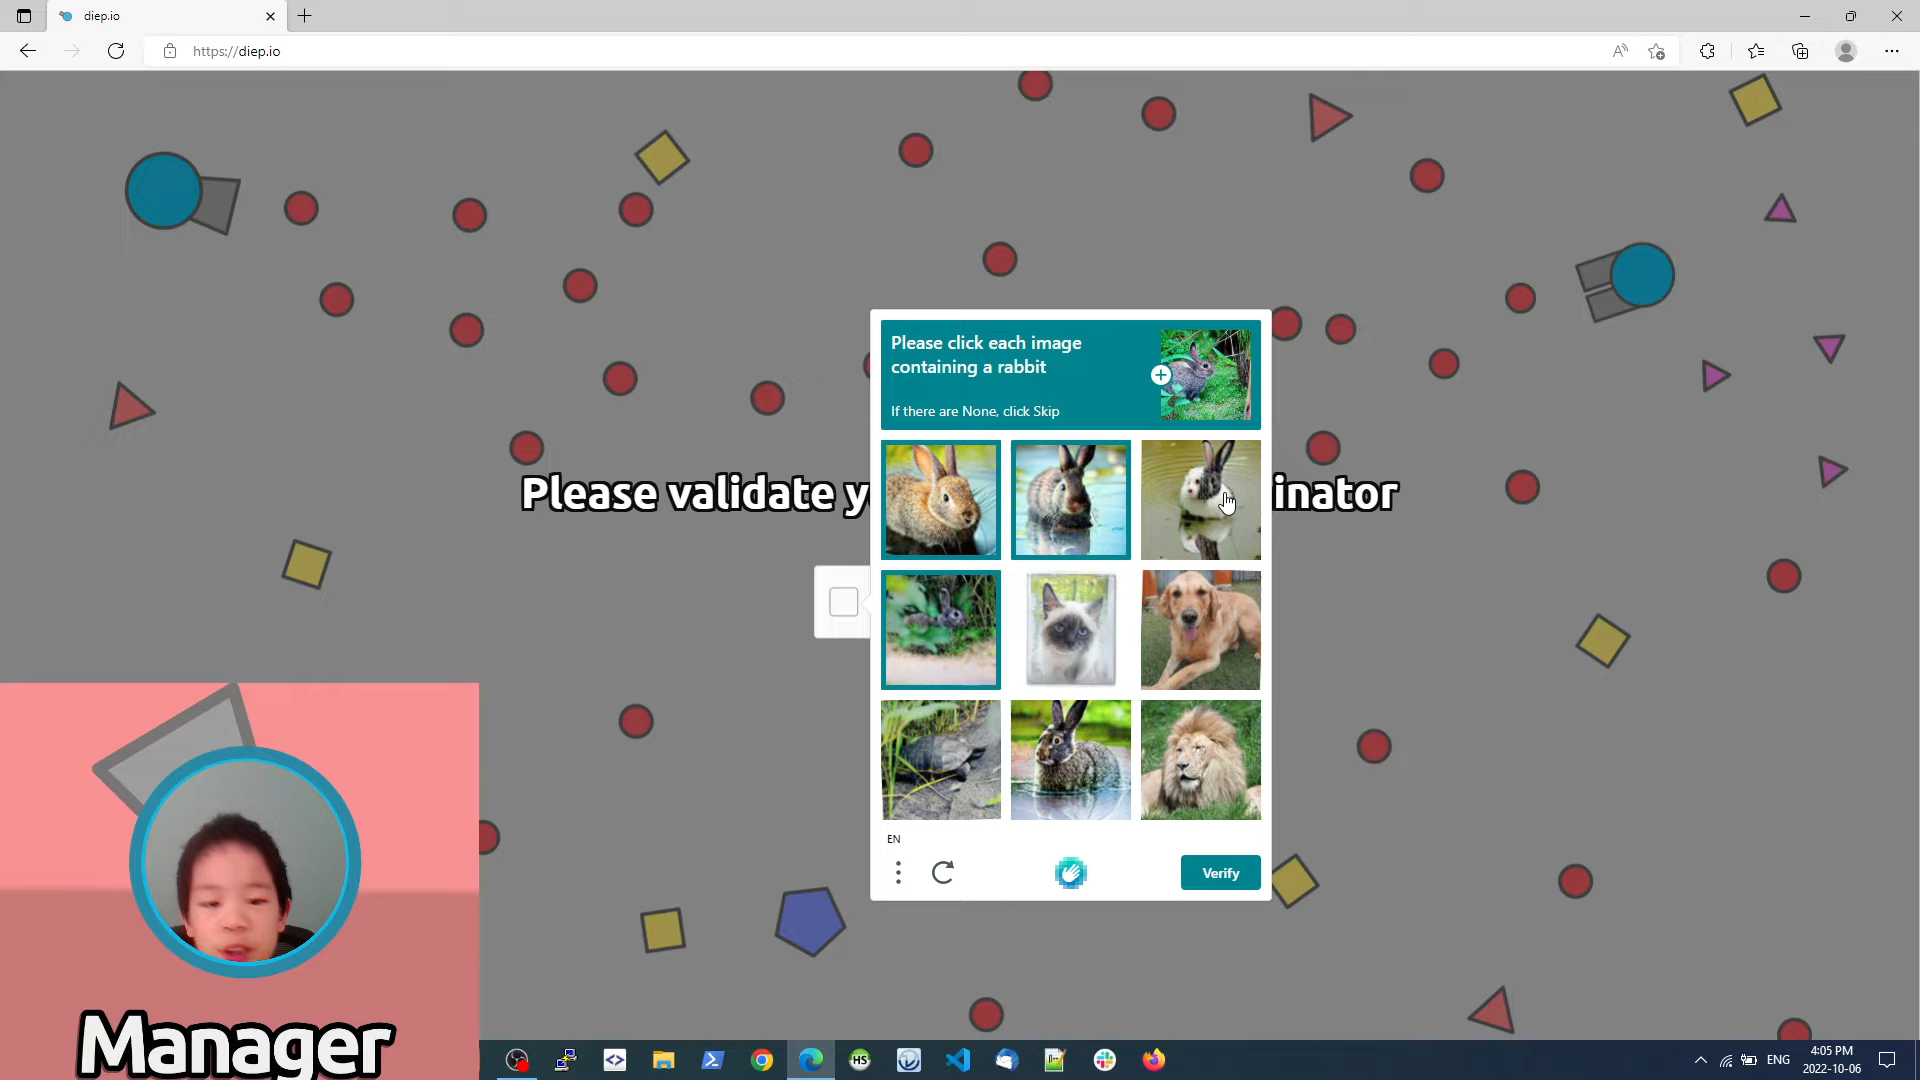 diep.io
https://diep.io
Please click each image
containing a rabbit
If there are None, click Skip
Please validate y
inator
EN
Verify
Manager
HS
ENG
4:05 PM
2022-10-06